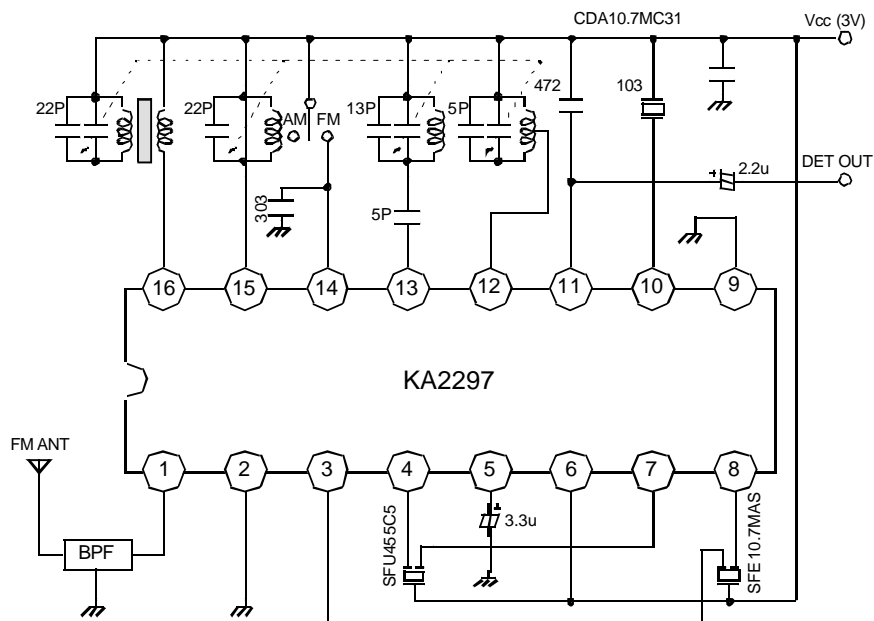 CDA10.7MC31
Vcc (3V)
22P
22P
AM
FM
13P
5P
472
103
2.2u
DET OUT
303
5P
16
15
14
13
12
11
10
9
KA2297
FM ANT
1
2
3
4
5
6
7
8
BPF
SFU455C5
3.3u
SFE10.7MAS